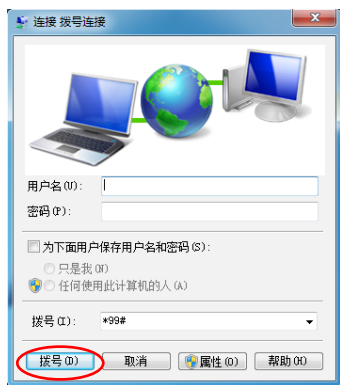 连接 拨号连接
用户名(U):
密码(P):
为下面用户保存用户名和密码(S):
只是我(N)
任何使用此计算机的人(A)
拨号(I): *99#
拨号(D) 取消 属性(O) 帮助(H)